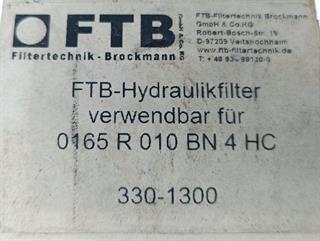 FTB
GmbH & Co. KG
Filtertechnik - Brockmann
FTB-Filtertechnik Brockmann
GmbH & Co.KG
Robert-Bosch-Str.
D-97209 Veitshöchheim
www.ftb-filtertechnik.de
FTB-Hydraulikfilter
verwendbar für
0165 R 010 BN 4 HC
330-1300